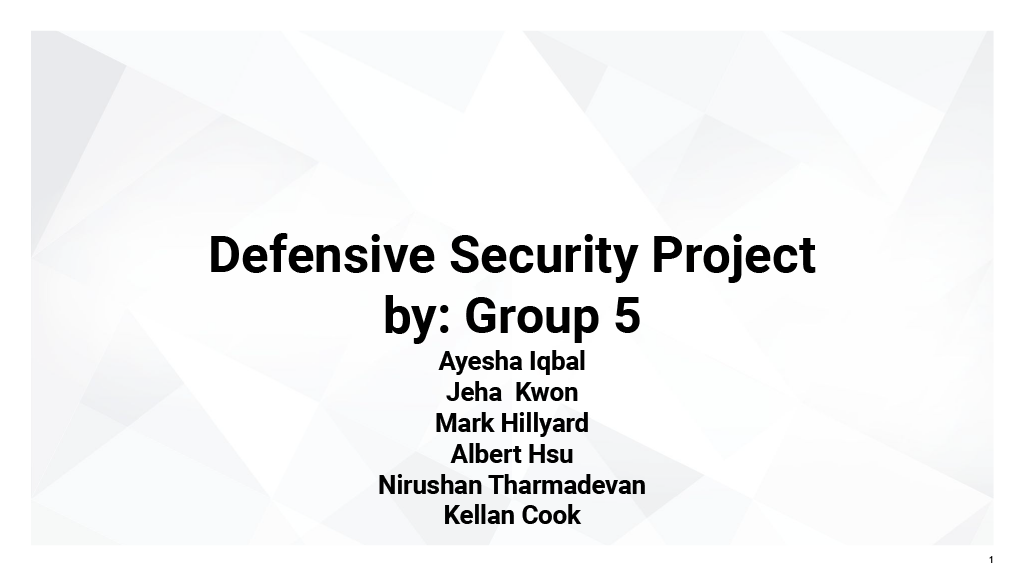 Defensive Security Project
by: Group 5
Ayesha Iqbal
Jeha  Kwon
Mark Hillyard
Albert Hsu
Nirushan Tharmadevan
Kellan Cook
1